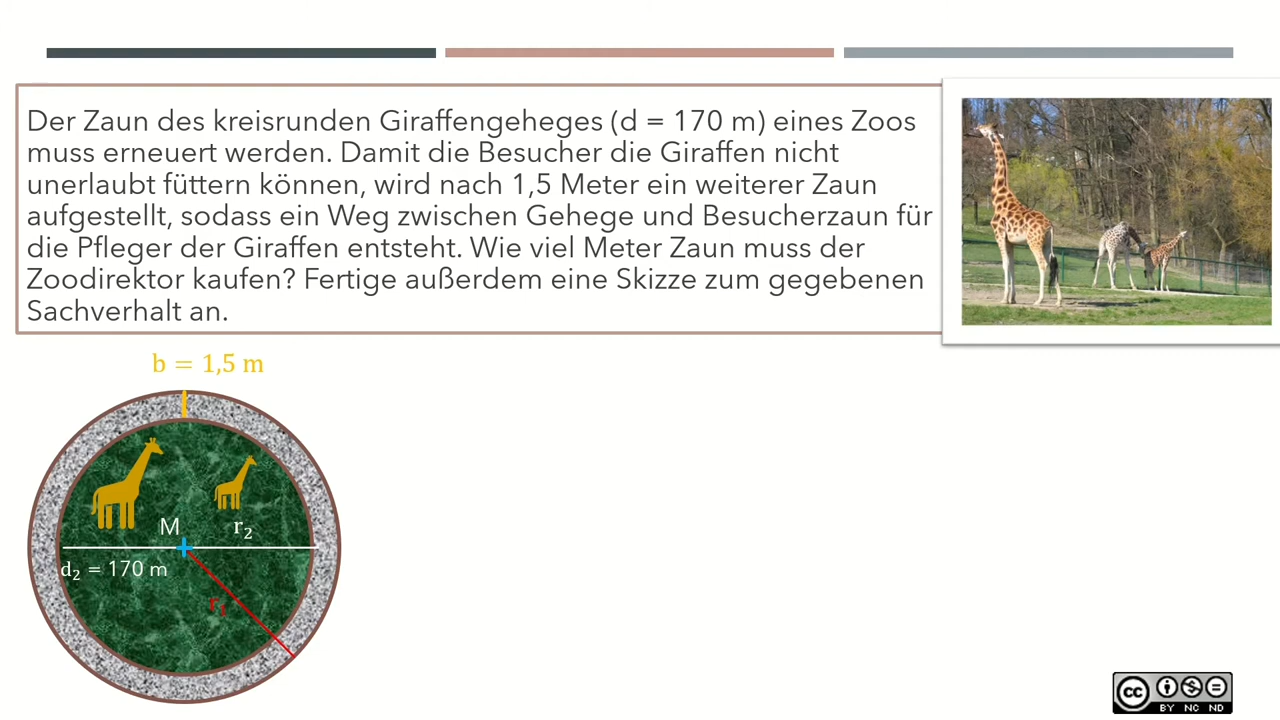 Der Zaun des kreisrunden Giraffengeheges (d = 170 m) eines Zoos
muss erneuert werden. Damit die Besucher die Giraffen nicht
unerlaubt füttern können, wird nach 1,5 Meter ein weiterer Zaun
aufgestellt, sodass ein Weg zwischen Gehege und Besucherzaun für
die Pfleger der Giraffen entsteht. Wie viel Meter Zaun muss der
Zoodirektor kaufen? Fertige außerdem eine Skizze zum gegebenen
Sachverhalt an.
b = 1,5 m
M
r₂
d₂ = 170 m
r₁
cc
BY NC ND